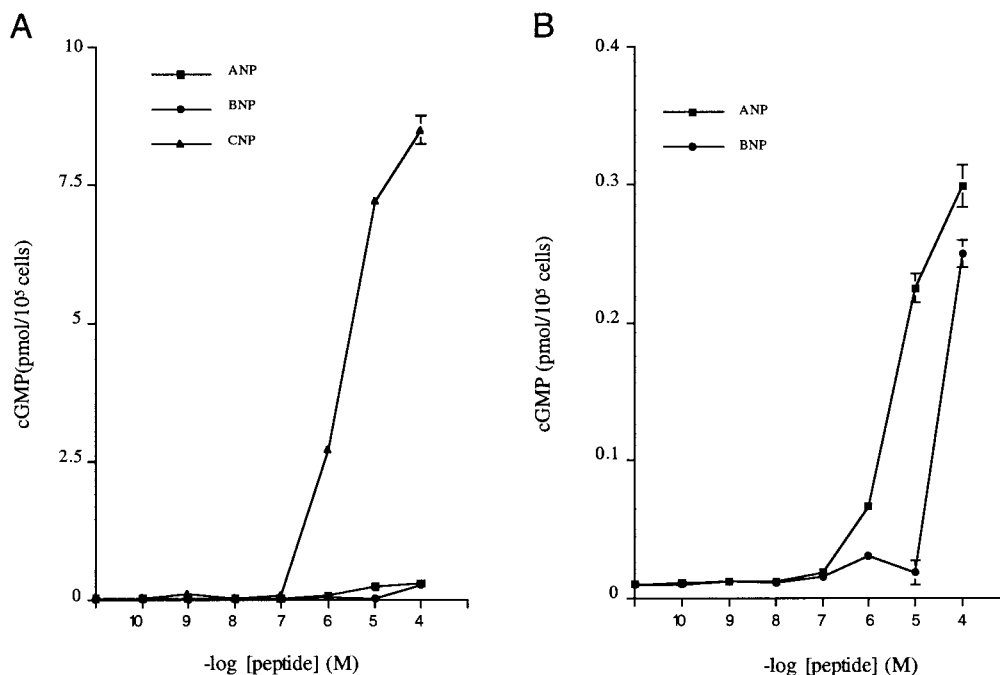 A
10
7.5
5
2.5
0
cGMP(pmol/10⁵ cells)
ANP
BNP
CNP
10 9 8 7 6 5 4
-log [peptide] (M)
B
0.4
0.3
0.2
0.1
0
cGMP (pmol/10⁵ cells)
ANP
BNP
10 9 8 7 6 5 4
-log [peptide] (M)